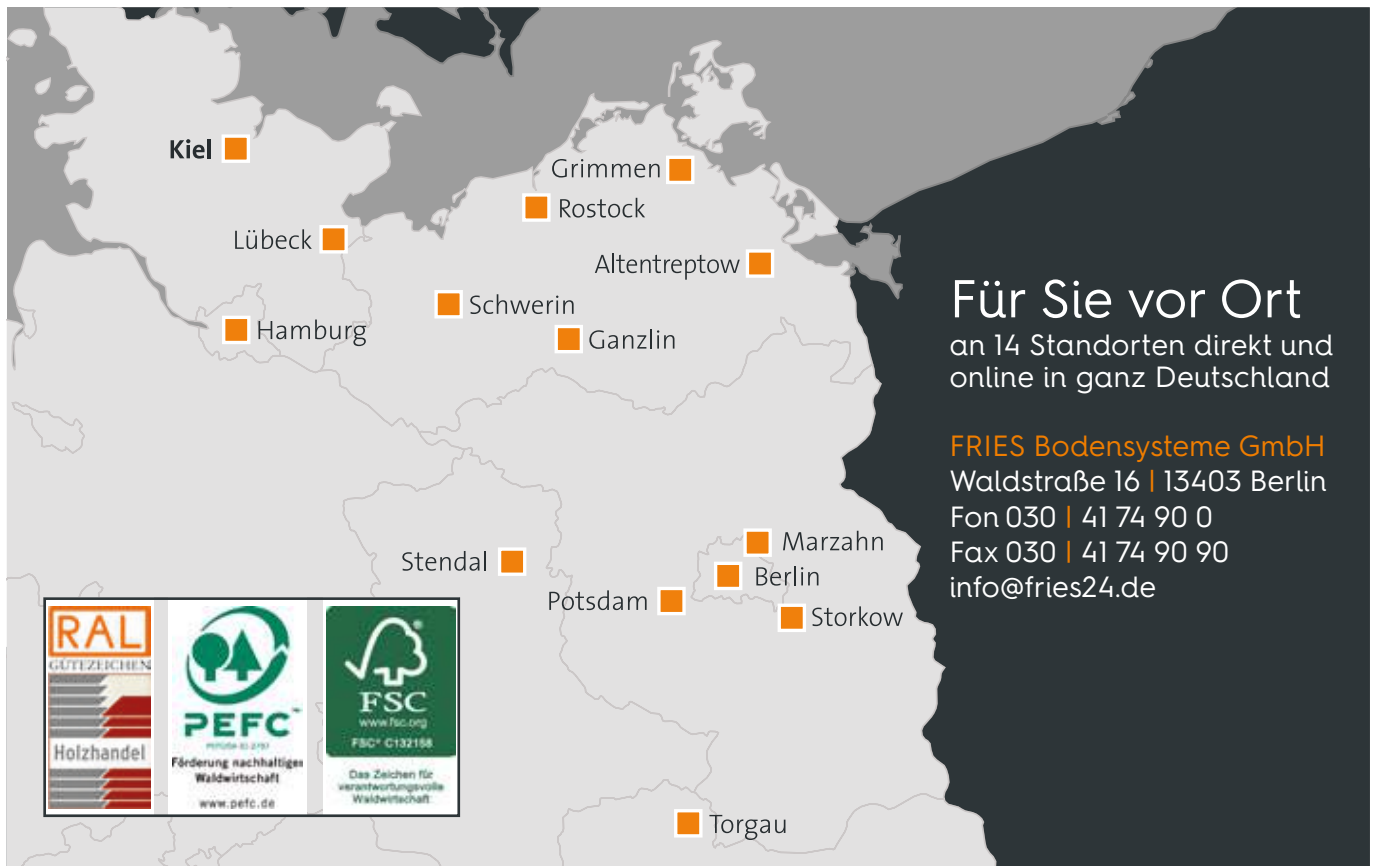 Kiel
Grimmen
Rostock
Lübeck
Altentreptow
Schwerin
Hamburg
Ganzlin
Für Sie vor Ort
an 14 Standorten direkt und
online in ganz Deutschland
FRIES Bodensysteme GmbH
Waldstraße 16 | 13403 Berlin
Fon 030 | 41 74 90 0
Fax 030 | 41 74 90 90
info@fries24.de
Marzahn
Stendal
Berlin
Potsdam
Storkow
RAL
GÜTEZEICHEN
Holzhandel
PEFC™
Förderung nachhaltiger
Waldwirtschaft
www.pefc.de
FSC
www.fsc.org
FSC® C132158
Das Zeichen für
verantwortungsvolle
Waldwirtschaft
Torgau